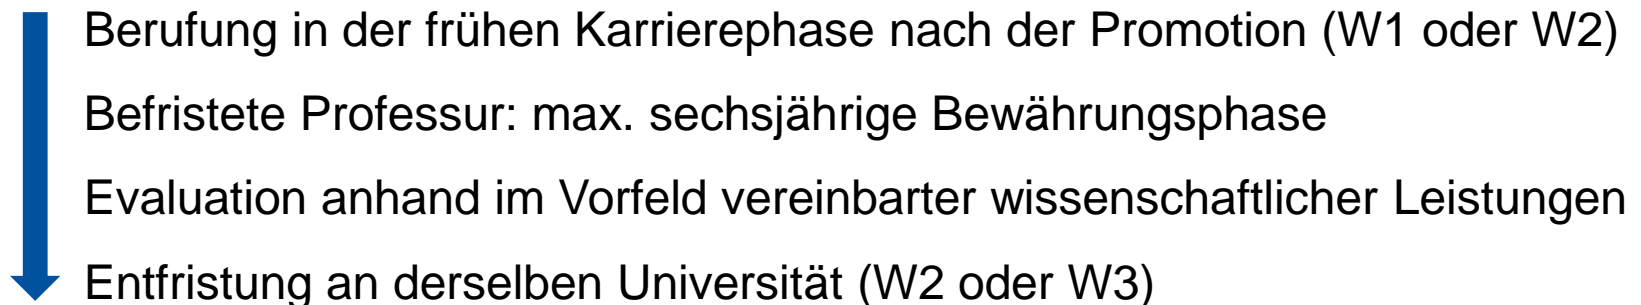 Berufung in der frühen Karrierephase nach der Promotion (W1 oder W2)
Befristete Professur: max. sechsjährige Bewährungsphase
Evaluation anhand im Vorfeld vereinbarter wissenschaftlicher Leistungen
Entfristung an derselben Universität (W2 oder W3)